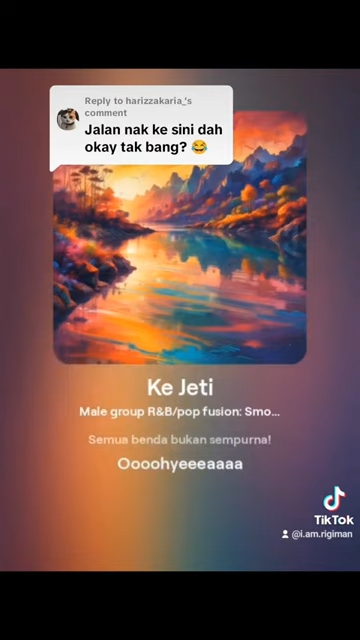 Reply to harizzakaria_'s
comment
Jalan nak ke sini dah
okay tak bang? 😂
Ke Jeti
Male group R&B/pop fusion: Smo...
Semua benda bukan sempurna!
Oooohyeeeaaaa
TikTok
@i.am.rigiman